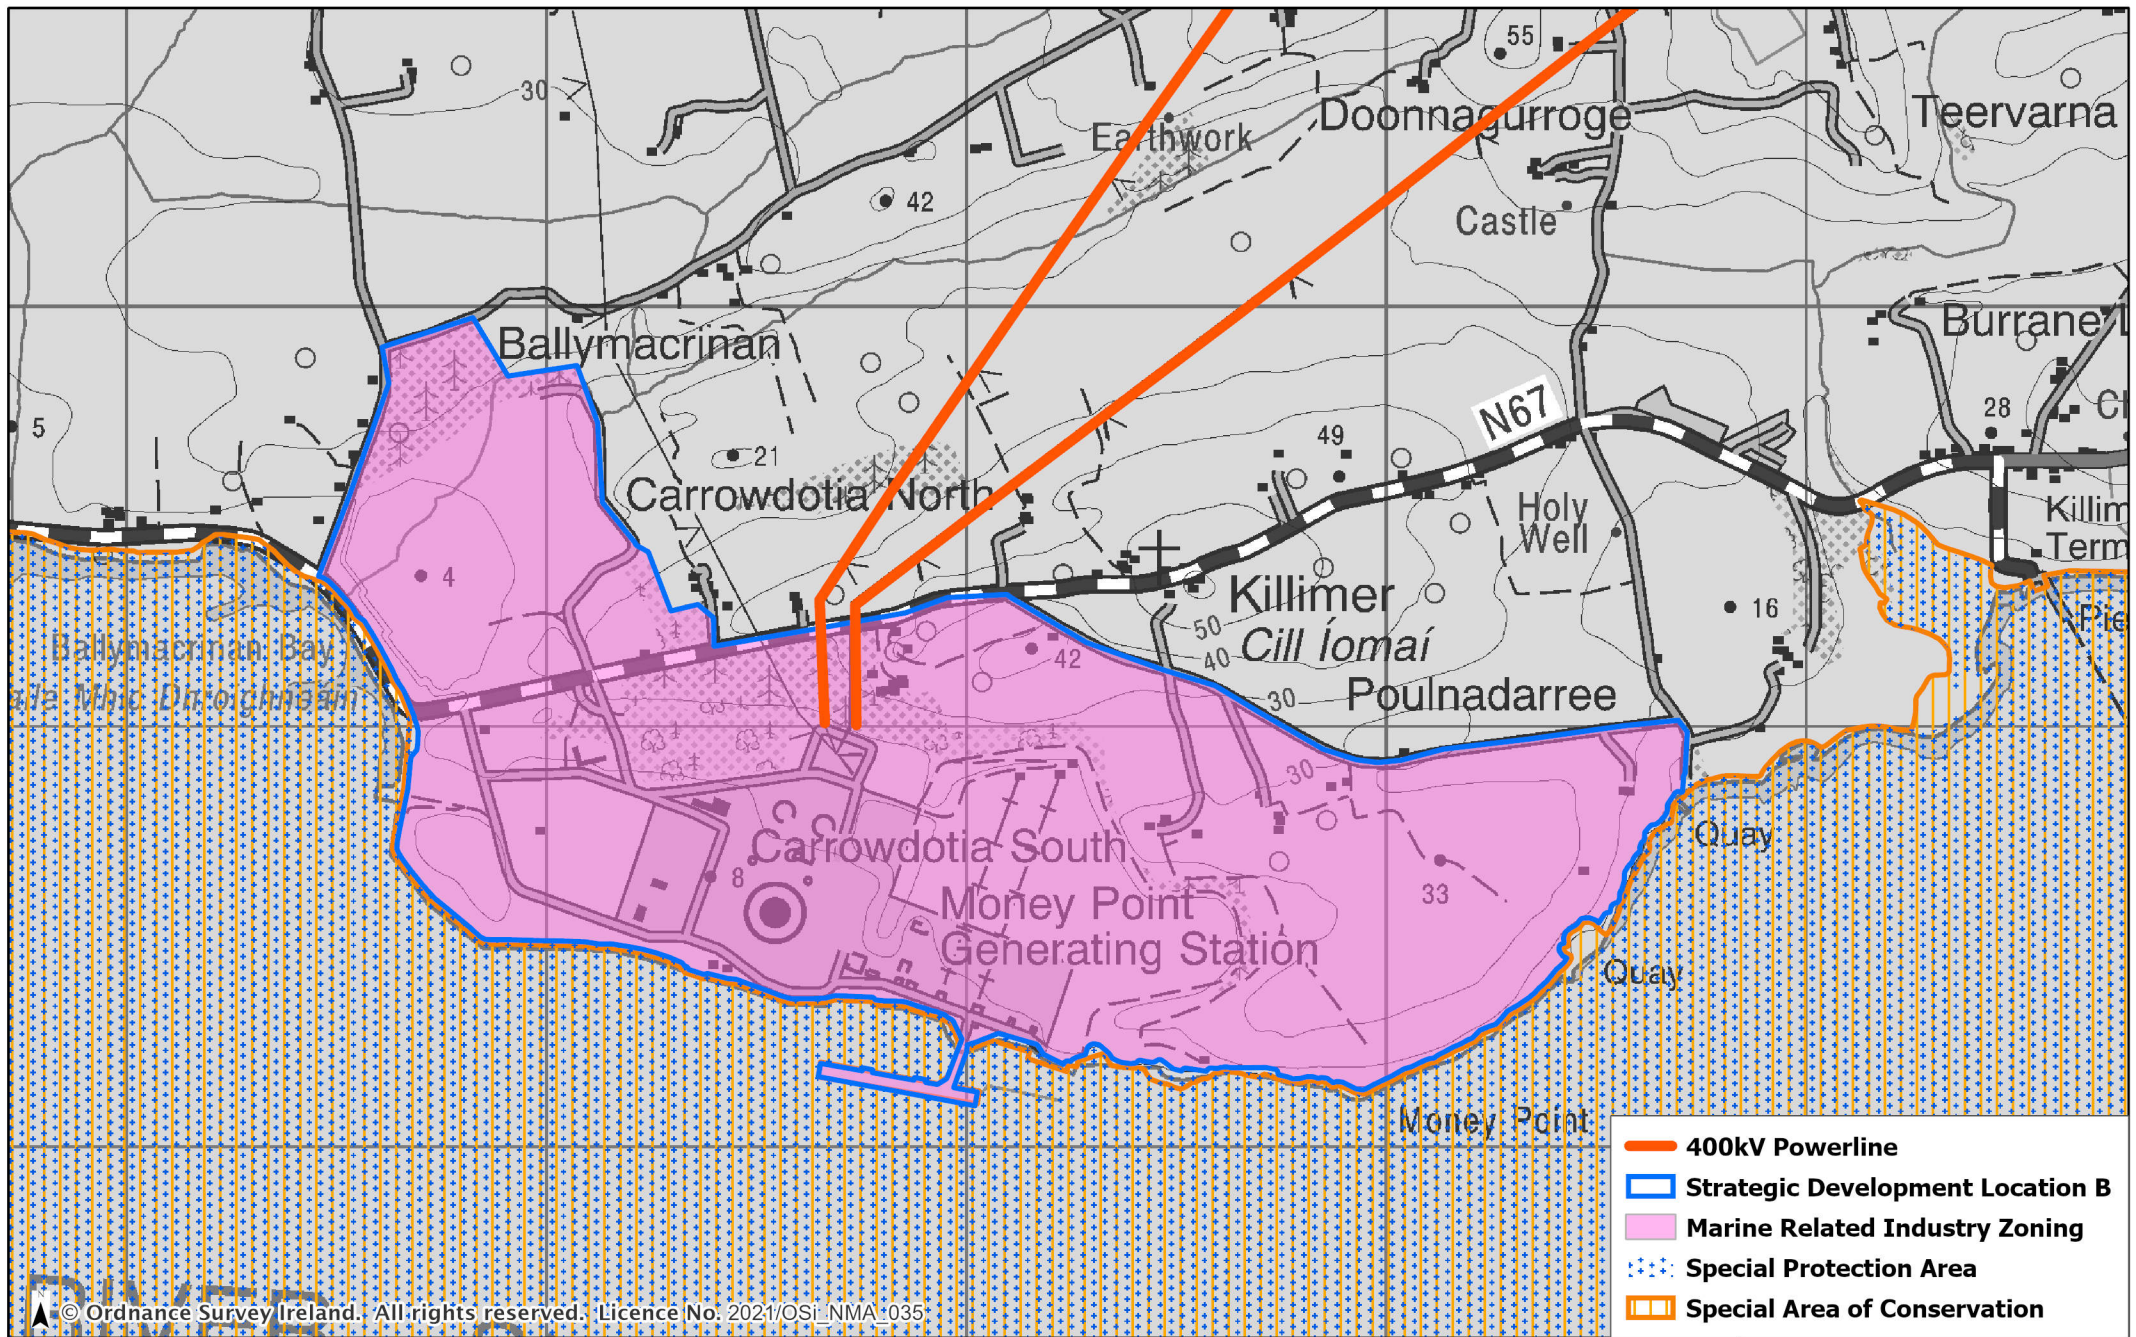 55
30
Doonnagurroge
Teervarna
Earthwork
42
Castle
Ballymacrinan
Burrane
N67
28
5
49
21
Carrowdotia North
Holy
Well
Killim
Term
4
Killimer
16
50
Cill Íomaí
40
42
Ballymacrinan Bay
Pie
30
Poulnadarree
30
Quay
Carrowdotia South
8
33
Money Point
Generating Station
Quay
Money Point
400kV Powerline
Strategic Development Location B
Marine Related Industry Zoning
Special Protection Area
Special Area of Conservation
RIVER
© Ordnance Survey Ireland. All rights reserved. Licence No. 2021/OSi_NMA_035